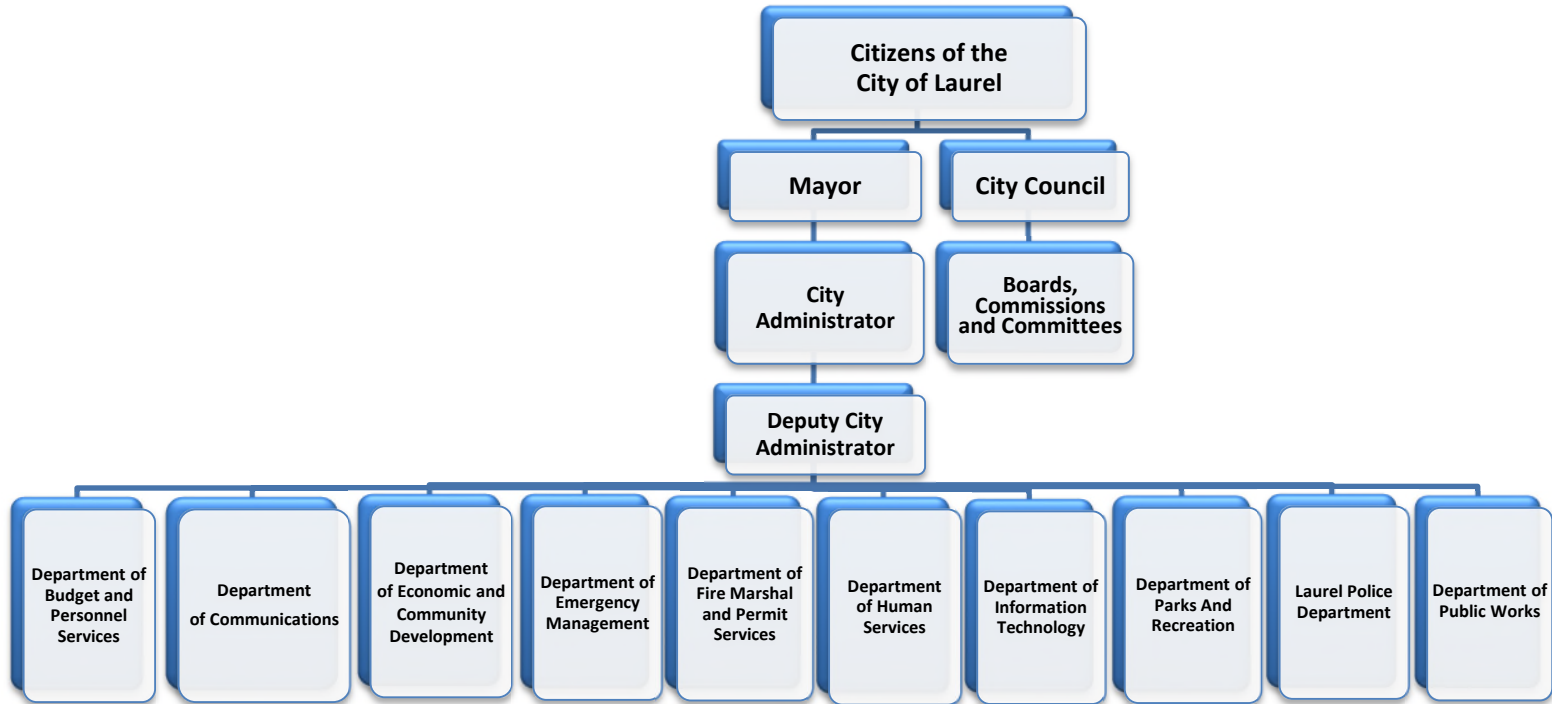 Citizens of the
City of Laurel
Mayor
City Council
City
Administrator
Boards,
Commissions
and Committees
Deputy City
Administrator
Department of
Budget and
Personnel
Services
Department
of Communications
Department
of Economic and
Community
Development
Department of
Emergency
Management
Department of
Fire Marshal
and Permit
Services
Department
of Human
Services
Department of
Information
Technology
Department of
Parks And
Recreation
Laurel Police
Department
Department of
Public Works